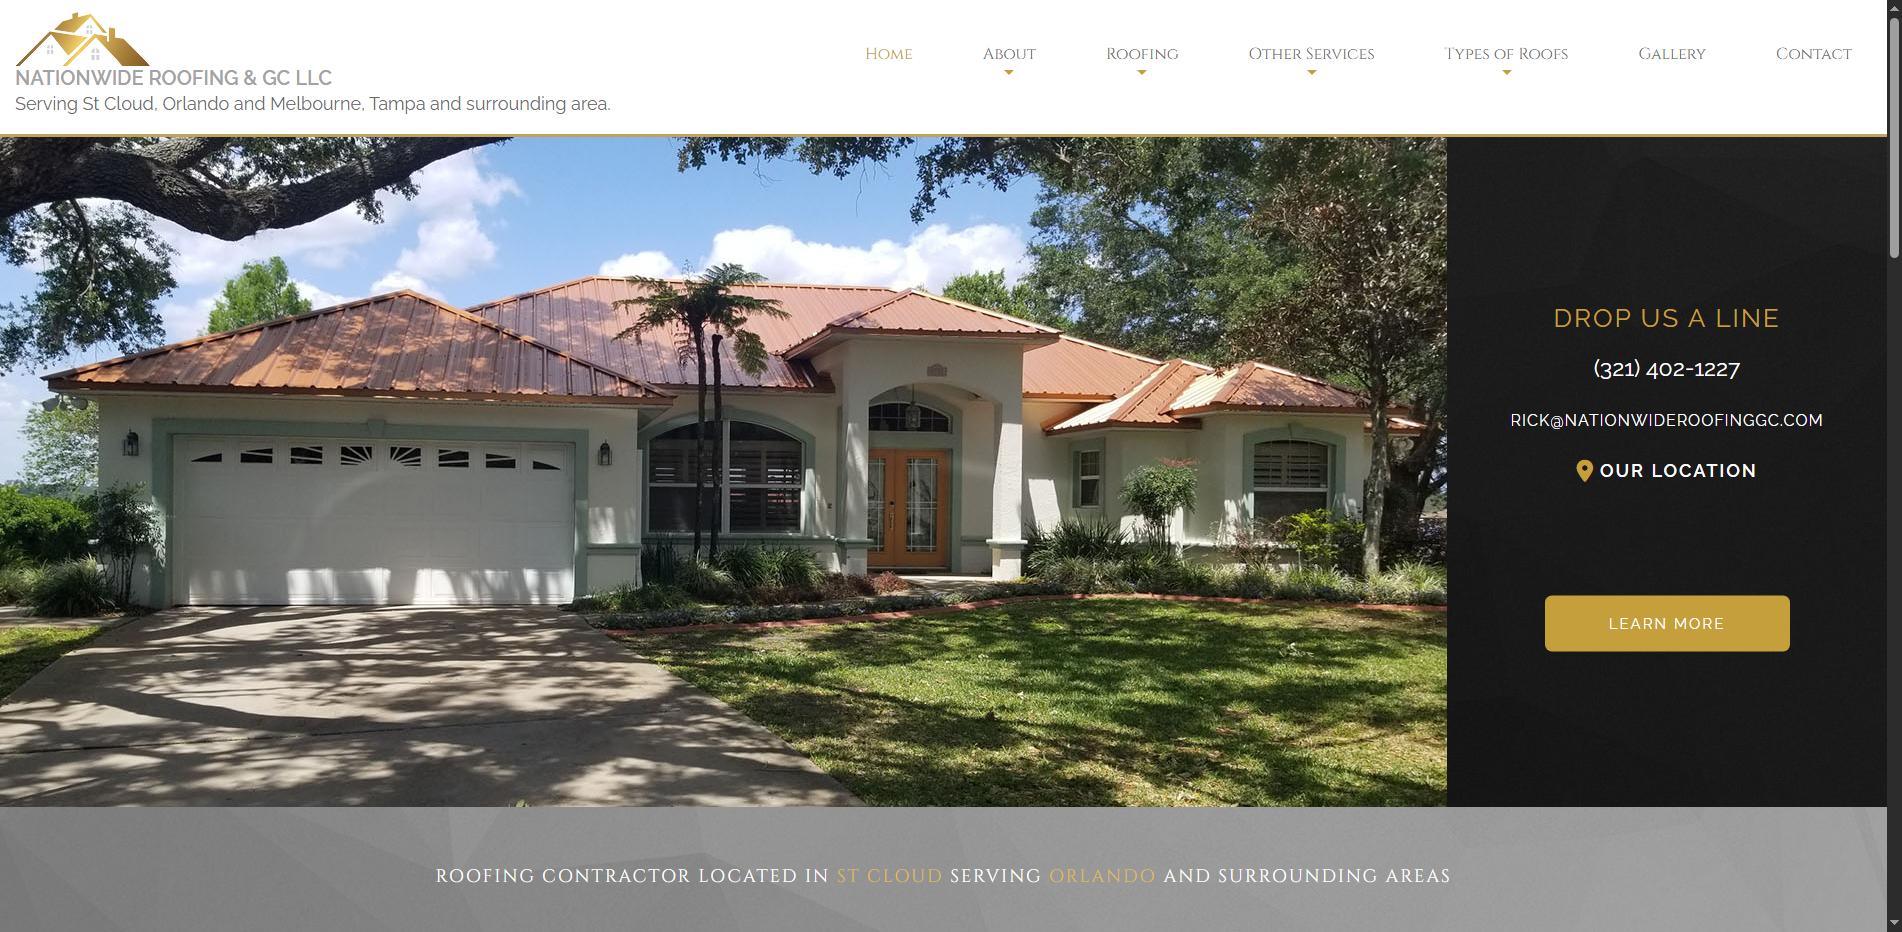 NATIONWIDE ROOFING & GC LLC
Serving St Cloud, Orlando and Melbourne, Tampa and surrounding area.
Home
About
Roofing
Other Services
Types of Roofs
Gallery
Contact
DROP US A LINE
(321) 402-1227
RICK@NATIONWIDEROOFINGGC.COM
OUR LOCATION
LEARN MORE
ROOFING CONTRACTOR LOCATED IN ST CLOUD SERVING ORLANDO AND SURROUNDING AREAS